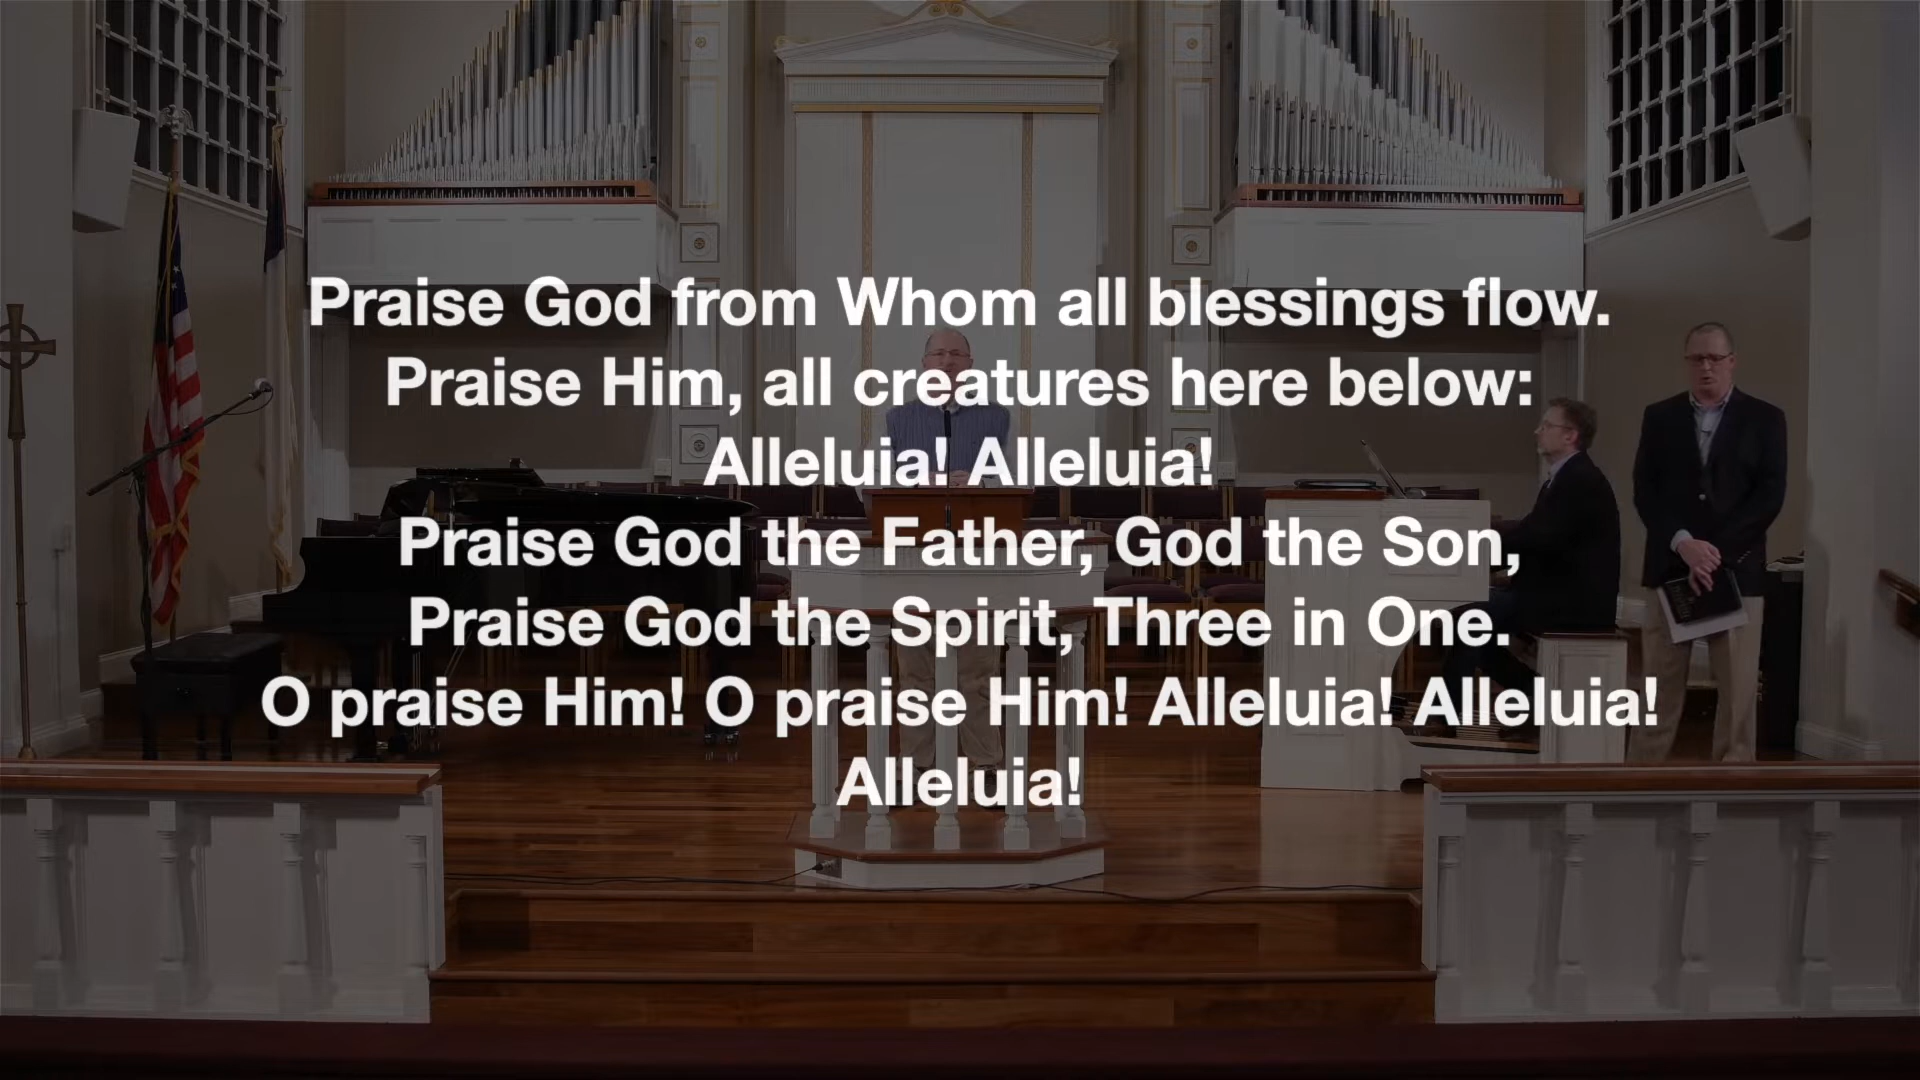 Praise God from Whom all blessings flow.
Praise Him, all creatures here below:
Alleluia! Alleluia!
Praise God the Father, God the Son,
Praise God the Spirit, Three in One.
O praise Him! O praise Him! Alleluia! Alleluia!
Alleluia!